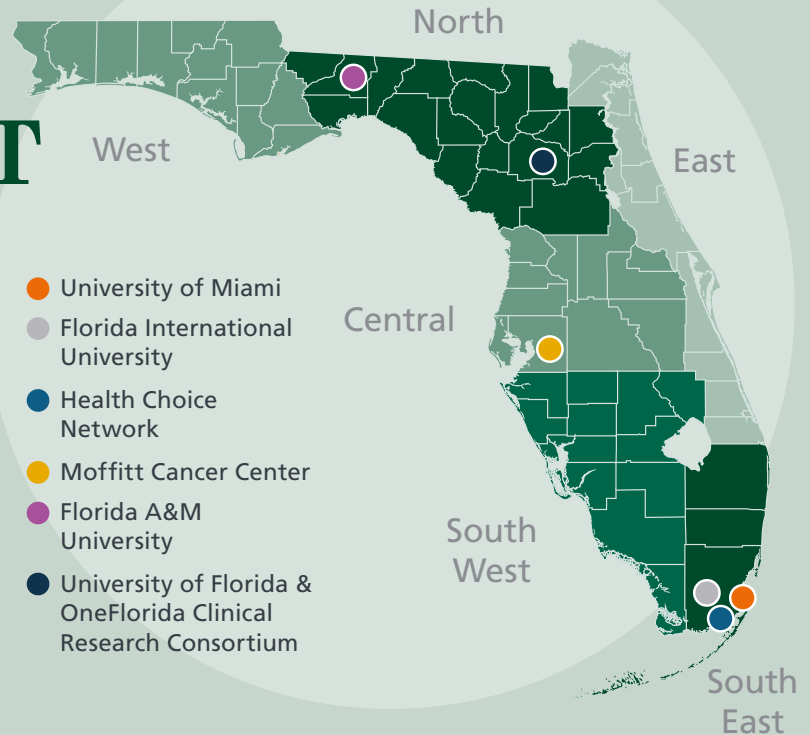 North
T
West
East
University of Miami
Florida International
University
Central
Health Choice
Network
Moffitt Cancer Center
Florida A&M
University
South
West
University of Florida &
OneFlorida Clinical
Research Consortium
South
East